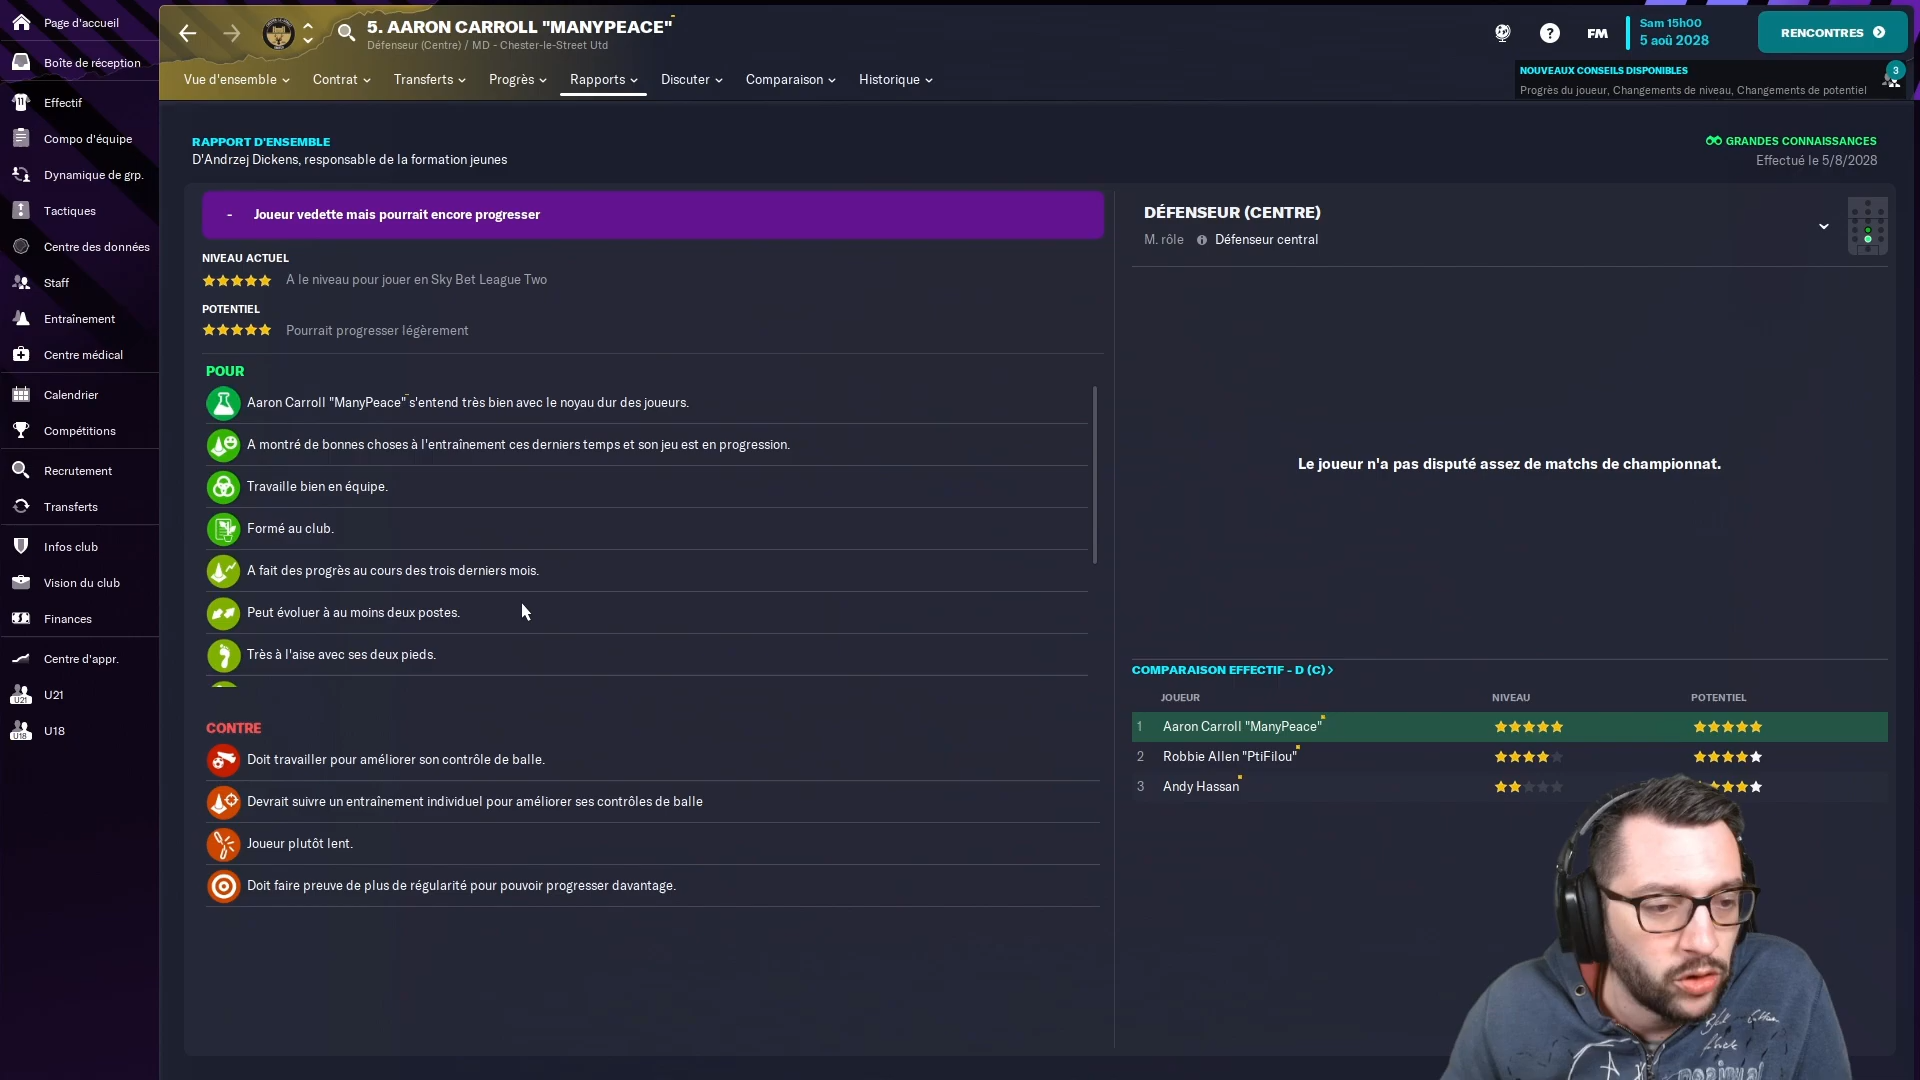 Page d'accueil
Boîte de réception
Effectif
Compo d'équipe
Dynamique de grp.
Tactiques
Centre des données
Staff
Entraînement
Centre médical
Calendrier
Compétitions
Recrutement
Transferts
Infos club
Vision du club
Finances
Centre d'appr.
U21 U21
U18 U18
5. AARON CARROLL "MANYPEACE"
Défenseur (Centre) / MD - Chester-le-Street Utd
? FM
Sam 15h00
5 aoû 2028
RENCONTRES
Vue d'ensemble Contrat Transferts Progrès Rapports Discuter Comparaison Historique
NOUVEAUX CONSEILS DISPONIBLES 3
Progrès du joueur, Changements de niveau, Changements de potentiel
RAPPORT D'ENSEMBLE
D'Andrzej Dickens, responsable de la formation jeunes
GRANDES CONNAISSANCES
Effectué le 5/8/2028
- Joueur vedette mais pourrait encore progresser
NIVEAU ACTUEL
A le niveau pour jouer en Sky Bet League Two
POTENTIEL
Pourrait progresser légèrement
POUR
Aaron Carroll "ManyPeace" s'entend très bien avec le noyau dur des joueurs.
A montré de bonnes choses à l'entraînement ces derniers temps et son jeu est en progression.
Travaille bien en équipe.
Formé au club.
A fait des progrès au cours des trois derniers mois.
Peut évoluer à au moins deux postes.
Très à l'aise avec ses deux pieds.
CONTRE
Doit travailler pour améliorer son contrôle de balle.
Devrait suivre un entraînement individuel pour améliorer ses contrôles de balle
Joueur plutôt lent.
Doit faire preuve de plus de régularité pour pouvoir progresser davantage.
DÉFENSEUR (CENTRE)
M. rôle Défenseur central
Le joueur n'a pas disputé assez de matchs de championnat.
COMPARAISON EFFECTIF - D (C)>
JOUEUR NIVEAU POTENTIEL
1 Aaron Carroll "ManyPeace"
2 Robbie Allen "PtiFilou"
3 Andy Hassan